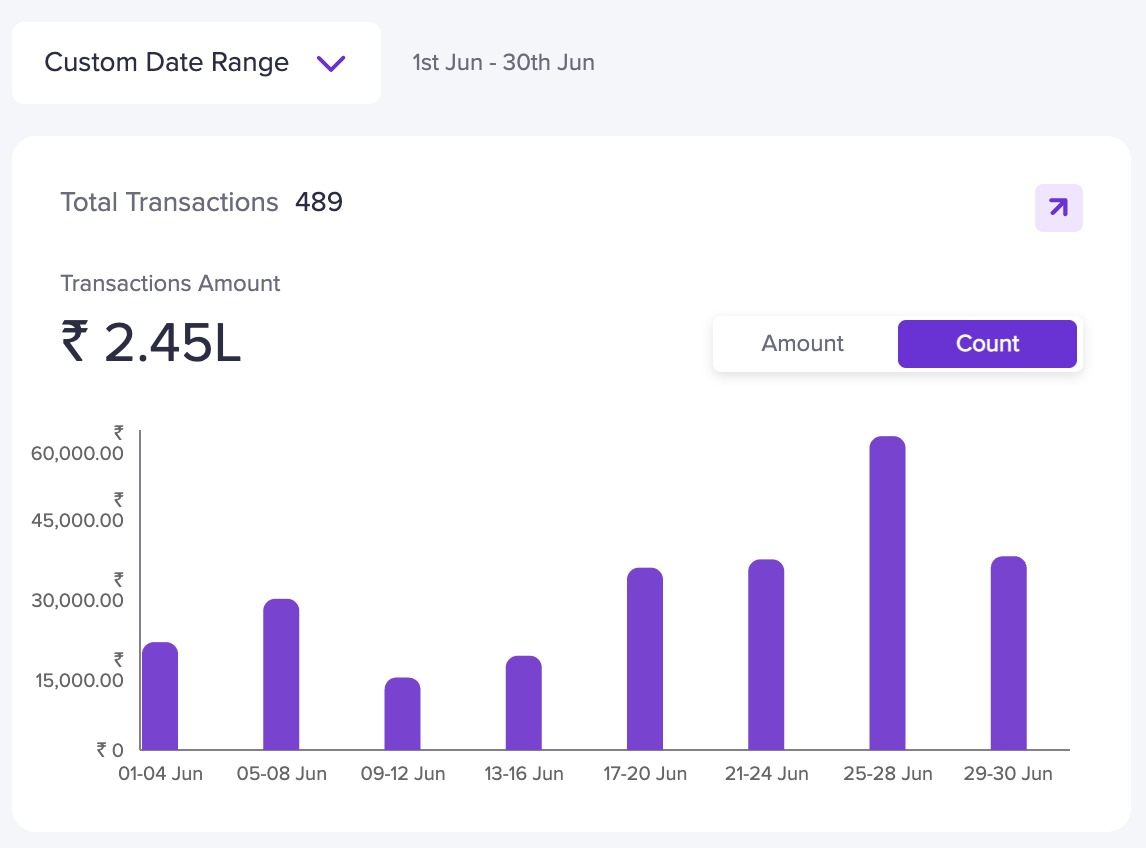 Custom Date Range
1st Jun - 30th Jun
Total Transactions 489
Transactions Amount
₹ 2.45L
Amount
Count
₹
60,000.00
₹
45,000.00
₹
30,000.00
₹
15,000.00
₹ 0
01-04 Jun 05-08 Jun 09-12 Jun 13-16 Jun 17-20 Jun 21-24 Jun 25-28 Jun 29-30 Jun